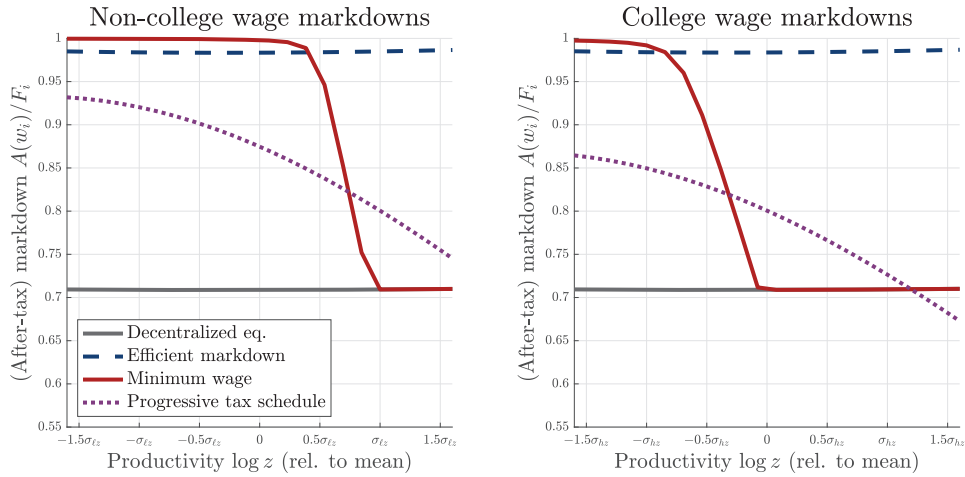 Non-college wage markdowns
(After-tax) markdown A(w_i)/F_i
1
0.95
0.9
0.85
0.8
0.75
0.7
0.65
0.6
0.55
Decentralized eq.
Efficient markdown
Minimum wage
Progressive tax schedule
−1.5σ_ℓz −σ_ℓz −0.5σ_ℓz 0 0.5σ_ℓz σ_ℓz 1.5σ_ℓz
Productivity log z (rel. to mean)
College wage markdowns
(After-tax) markdown A(w_i)/F_i
1
0.95
0.9
0.85
0.8
0.75
0.7
0.65
0.6
0.55
−1.5σ_hz −σ_hz −0.5σ_hz 0 0.5σ_hz σ_hz 1.5σ_hz
Productivity log z (rel. to mean)